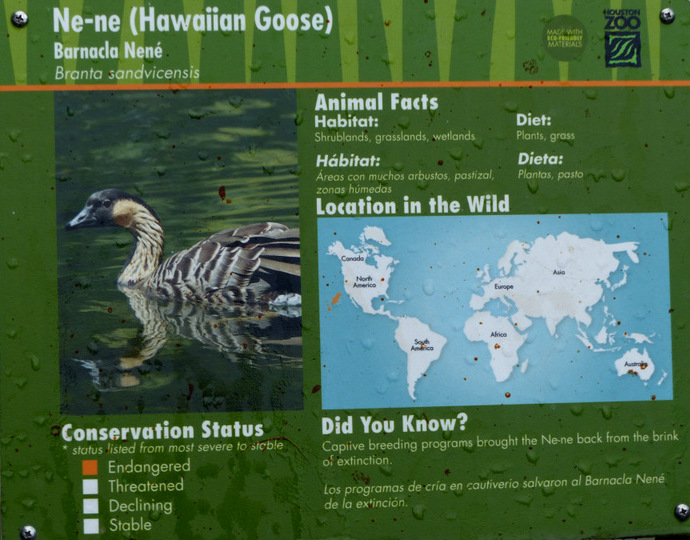 Ne-ne (Hawaiian Goose)
Barnacla Nené
Branta sandvicensis
MADE WITH
ECO-FRIENDLY
MATERIALS
HOUSTON
ZOO
Animal Facts
Habitat:
Shrublands, grasslands, wetlands
Diet:
Plants, grass
Hábitat:
Áreas con muchos arbustos, pastizal,
zonas húmedas
Dieta:
Plantas, pasto
Location in the Wild
Canada
North
America
Europe
Asia
Africa
South
America
Australia
Conservation Status
* status listed from most severe to stable
Endangered
Threatened
Declining
Stable
Did You Know?
Captive breeding programs brought the Ne-ne back from the brink
of extinction.
Los programas de cría en cautiverio salvaron al Barnacla Nené
de la extinción.